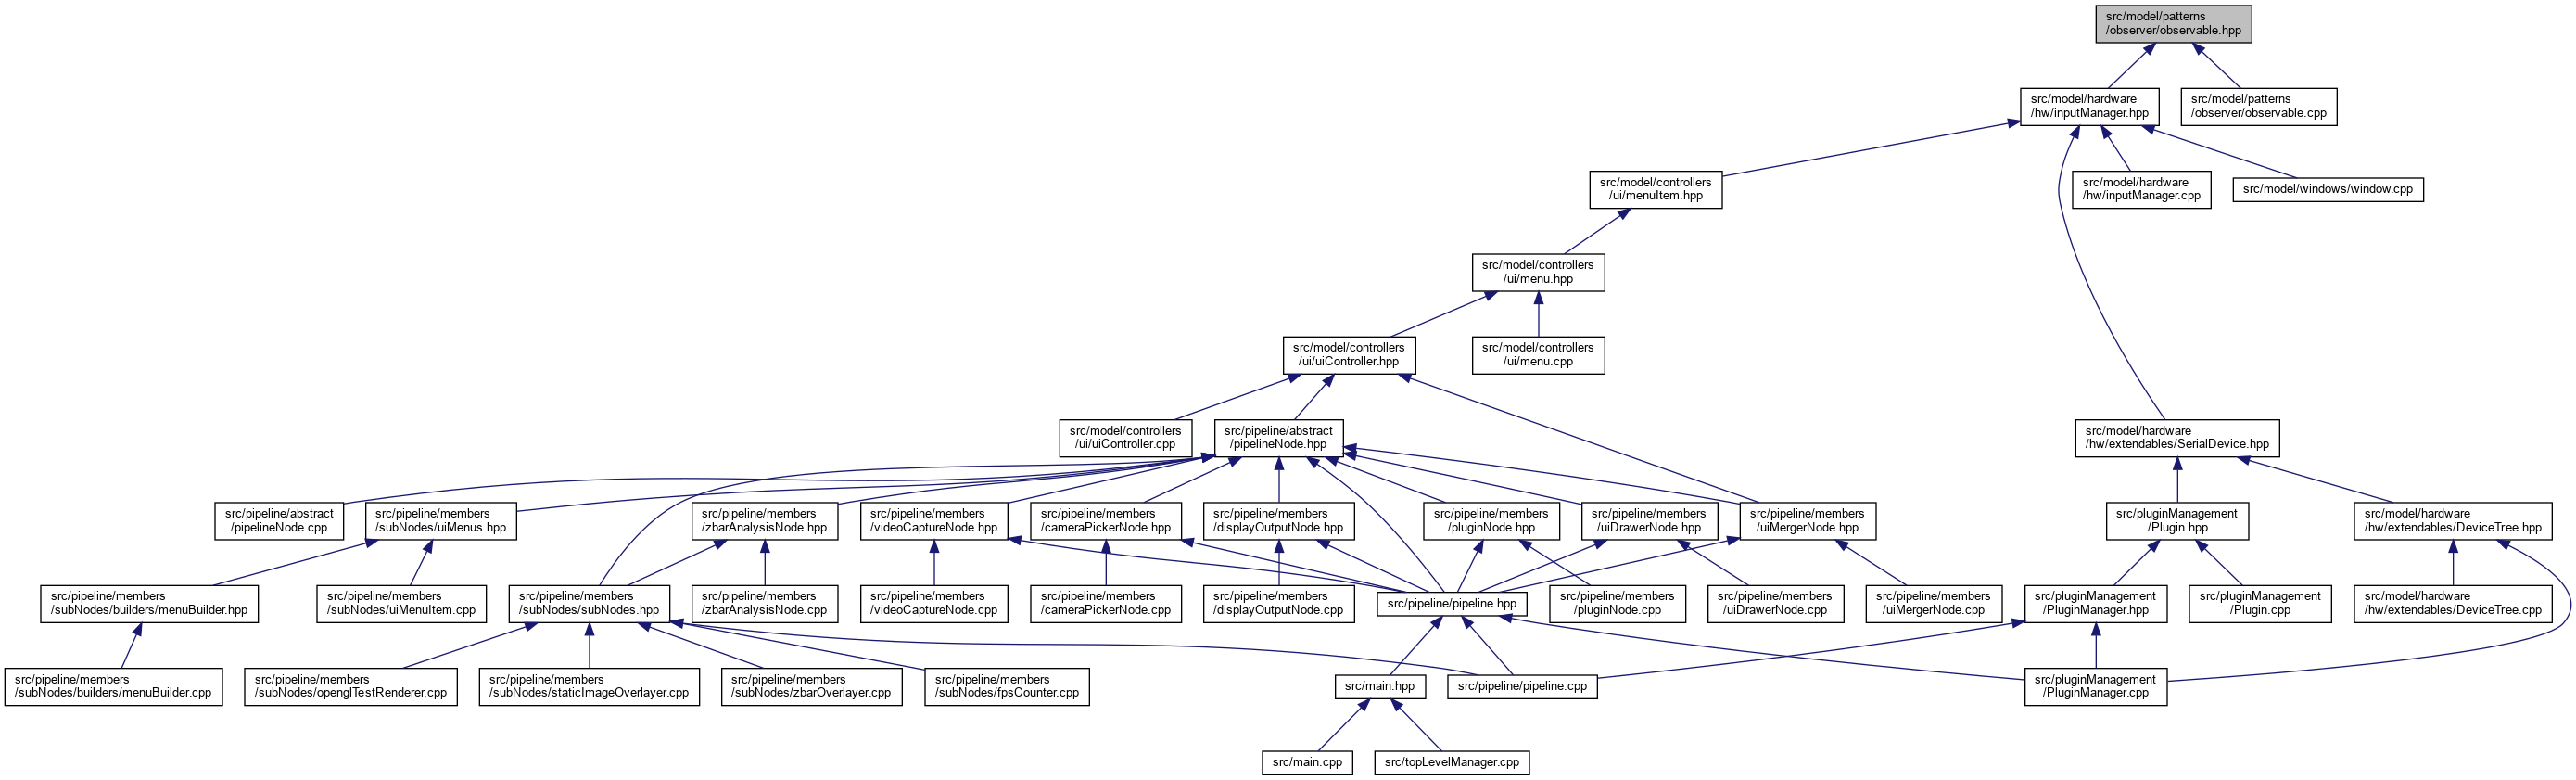 src/model/patterns
/observer/observable.hpp
src/model/hardware
/hw/inputManager.hpp
src/model/patterns
/observer/observable.cpp
src/model/controllers
/ui/menuItem.hpp
src/model/hardware
/hw/inputManager.cpp
src/model/windows/window.cpp
src/model/controllers
/ui/menu.hpp
src/model/controllers
/ui/uiController.hpp
src/model/controllers
/ui/menu.cpp
src/model/controllers
/ui/uiController.cpp
src/pipeline/abstract
/pipelineNode.hpp
src/model/hardware
/hw/extendables/SerialDevice.hpp
src/pipeline/abstract
/pipelineNode.cpp
src/pipeline/members
/subNodes/uiMenus.hpp
src/pipeline/members
/zbarAnalysisNode.hpp
src/pipeline/members
/videoCaptureNode.hpp
src/pipeline/members
/cameraPickerNode.hpp
src/pipeline/members
/displayOutputNode.hpp
src/pipeline/members
/pluginNode.hpp
src/pipeline/members
/uiDrawerNode.hpp
src/pipeline/members
/uiMergerNode.hpp
src/pluginManagement
/Plugin.hpp
src/model/hardware
/hw/extendables/DeviceTree.hpp
src/pipeline/members
/subNodes/builders/menuBuilder.hpp
src/pipeline/members
/subNodes/uiMenuItem.cpp
src/pipeline/members
/subNodes/subNodes.hpp
src/pipeline/members
/zbarAnalysisNode.cpp
src/pipeline/members
/videoCaptureNode.cpp
src/pipeline/members
/cameraPickerNode.cpp
src/pipeline/members
/displayOutputNode.cpp
src/pipeline/pipeline.hpp
src/pipeline/members
/pluginNode.cpp
src/pipeline/members
/uiDrawerNode.cpp
src/pipeline/members
/uiMergerNode.cpp
src/pluginManagement
/PluginManager.hpp
src/pluginManagement
/Plugin.cpp
src/model/hardware
/hw/extendables/DeviceTree.cpp
src/pipeline/members
/subNodes/builders/menuBuilder.cpp
src/pipeline/members
/subNodes/openglTestRenderer.cpp
src/pipeline/members
/subNodes/staticImageOverlayer.cpp
src/pipeline/members
/subNodes/zbarOverlayer.cpp
src/pipeline/members
/subNodes/fpsCounter.cpp
src/main.hpp
src/pipeline/pipeline.cpp
src/pluginManagement
/PluginManager.cpp
src/main.cpp
src/topLevelManager.cpp